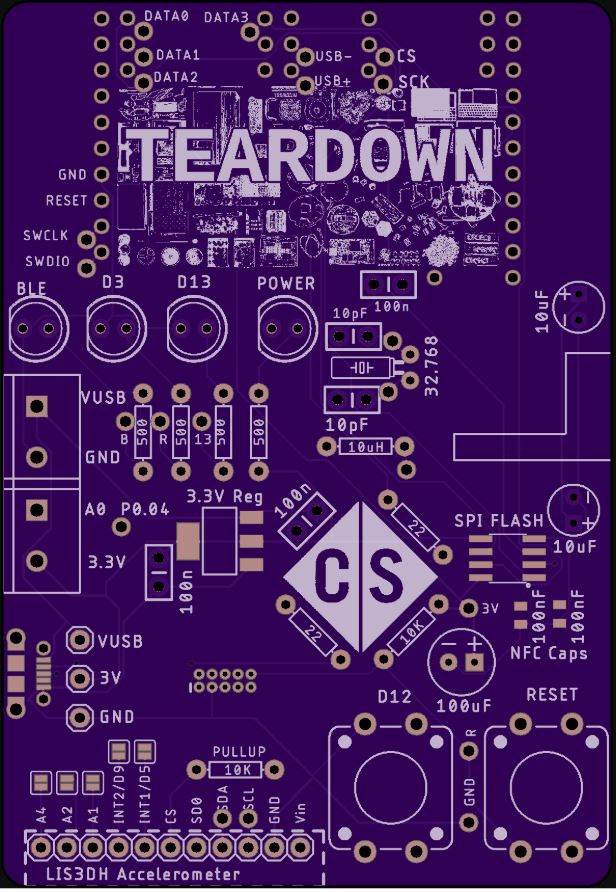 DATA0 DATA3
DATA1 USB- CS
DATA2 USB+ SCK
TEARDOWN
GND
RESET
SWCLK
SWDIO
BLE D3 D13 POWER
100n
10pF
10uF
32.768
10pF
VUSB
500 500 500 500
B R 13
GND
10uH
A0 P0.04
3.3V Reg
100n
22
SPI FLASH
10uF
3.3V
100n
CS
3V
100nF 100nF
22
10K
NFC Caps
VUSB
3V
GND
100uF
D12 RESET
R
GND
PULLUP
10K
A4 A2 A1 INT2/D9 INT1/D5 CS SD0 SDA SCL GND Vin
LIS3DH Accelerometer